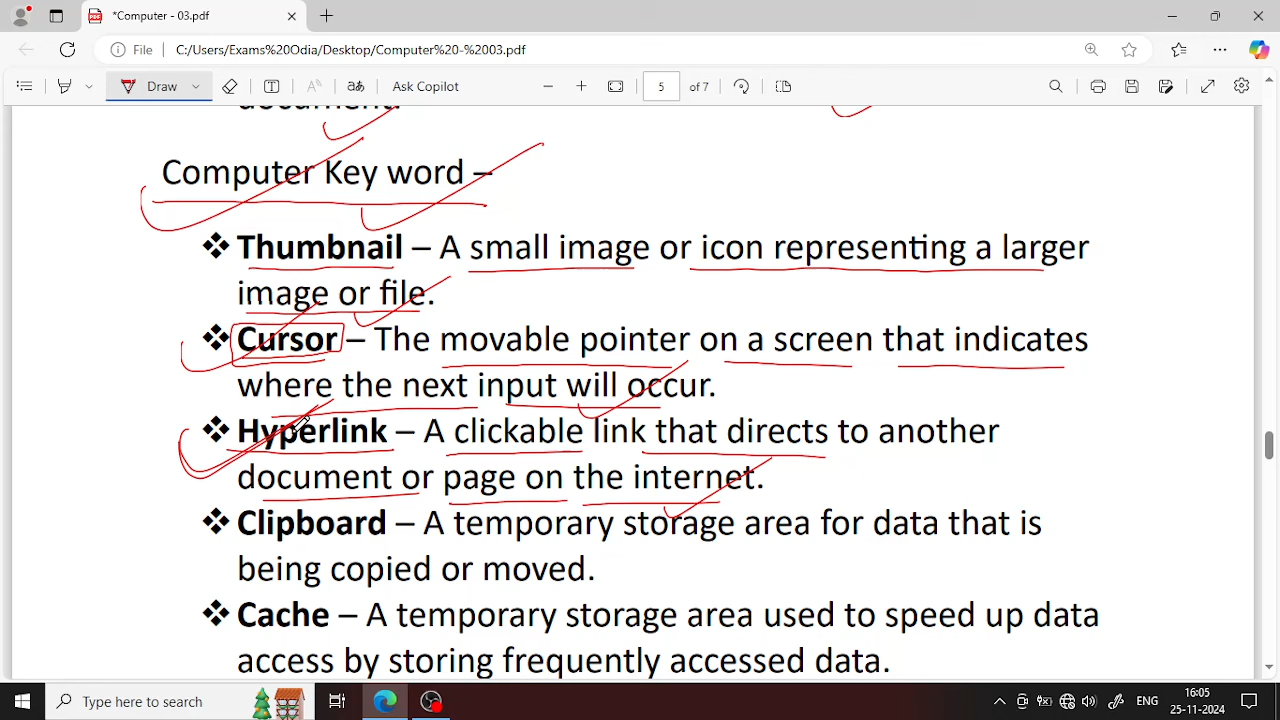 *Computer - 03.pdf
File C:/Users/Exams%20Odia/Desktop/Computer%20-%2003.pdf
Draw Ask Copilot 5 of 7
document.
Computer Key word –
❖ Thumbnail – A small image or icon representing a larger
image or file.
❖ Cursor – The movable pointer on a screen that indicates
where the next input will occur.
❖ Hyperlink – A clickable link that directs to another
document or page on the internet.
❖ Clipboard – A temporary storage area for data that is
being copied or moved.
❖ Cache – A temporary storage area used to speed up data
access by storing frequently accessed data.
Type here to search ENG 16:05
25-11-2024